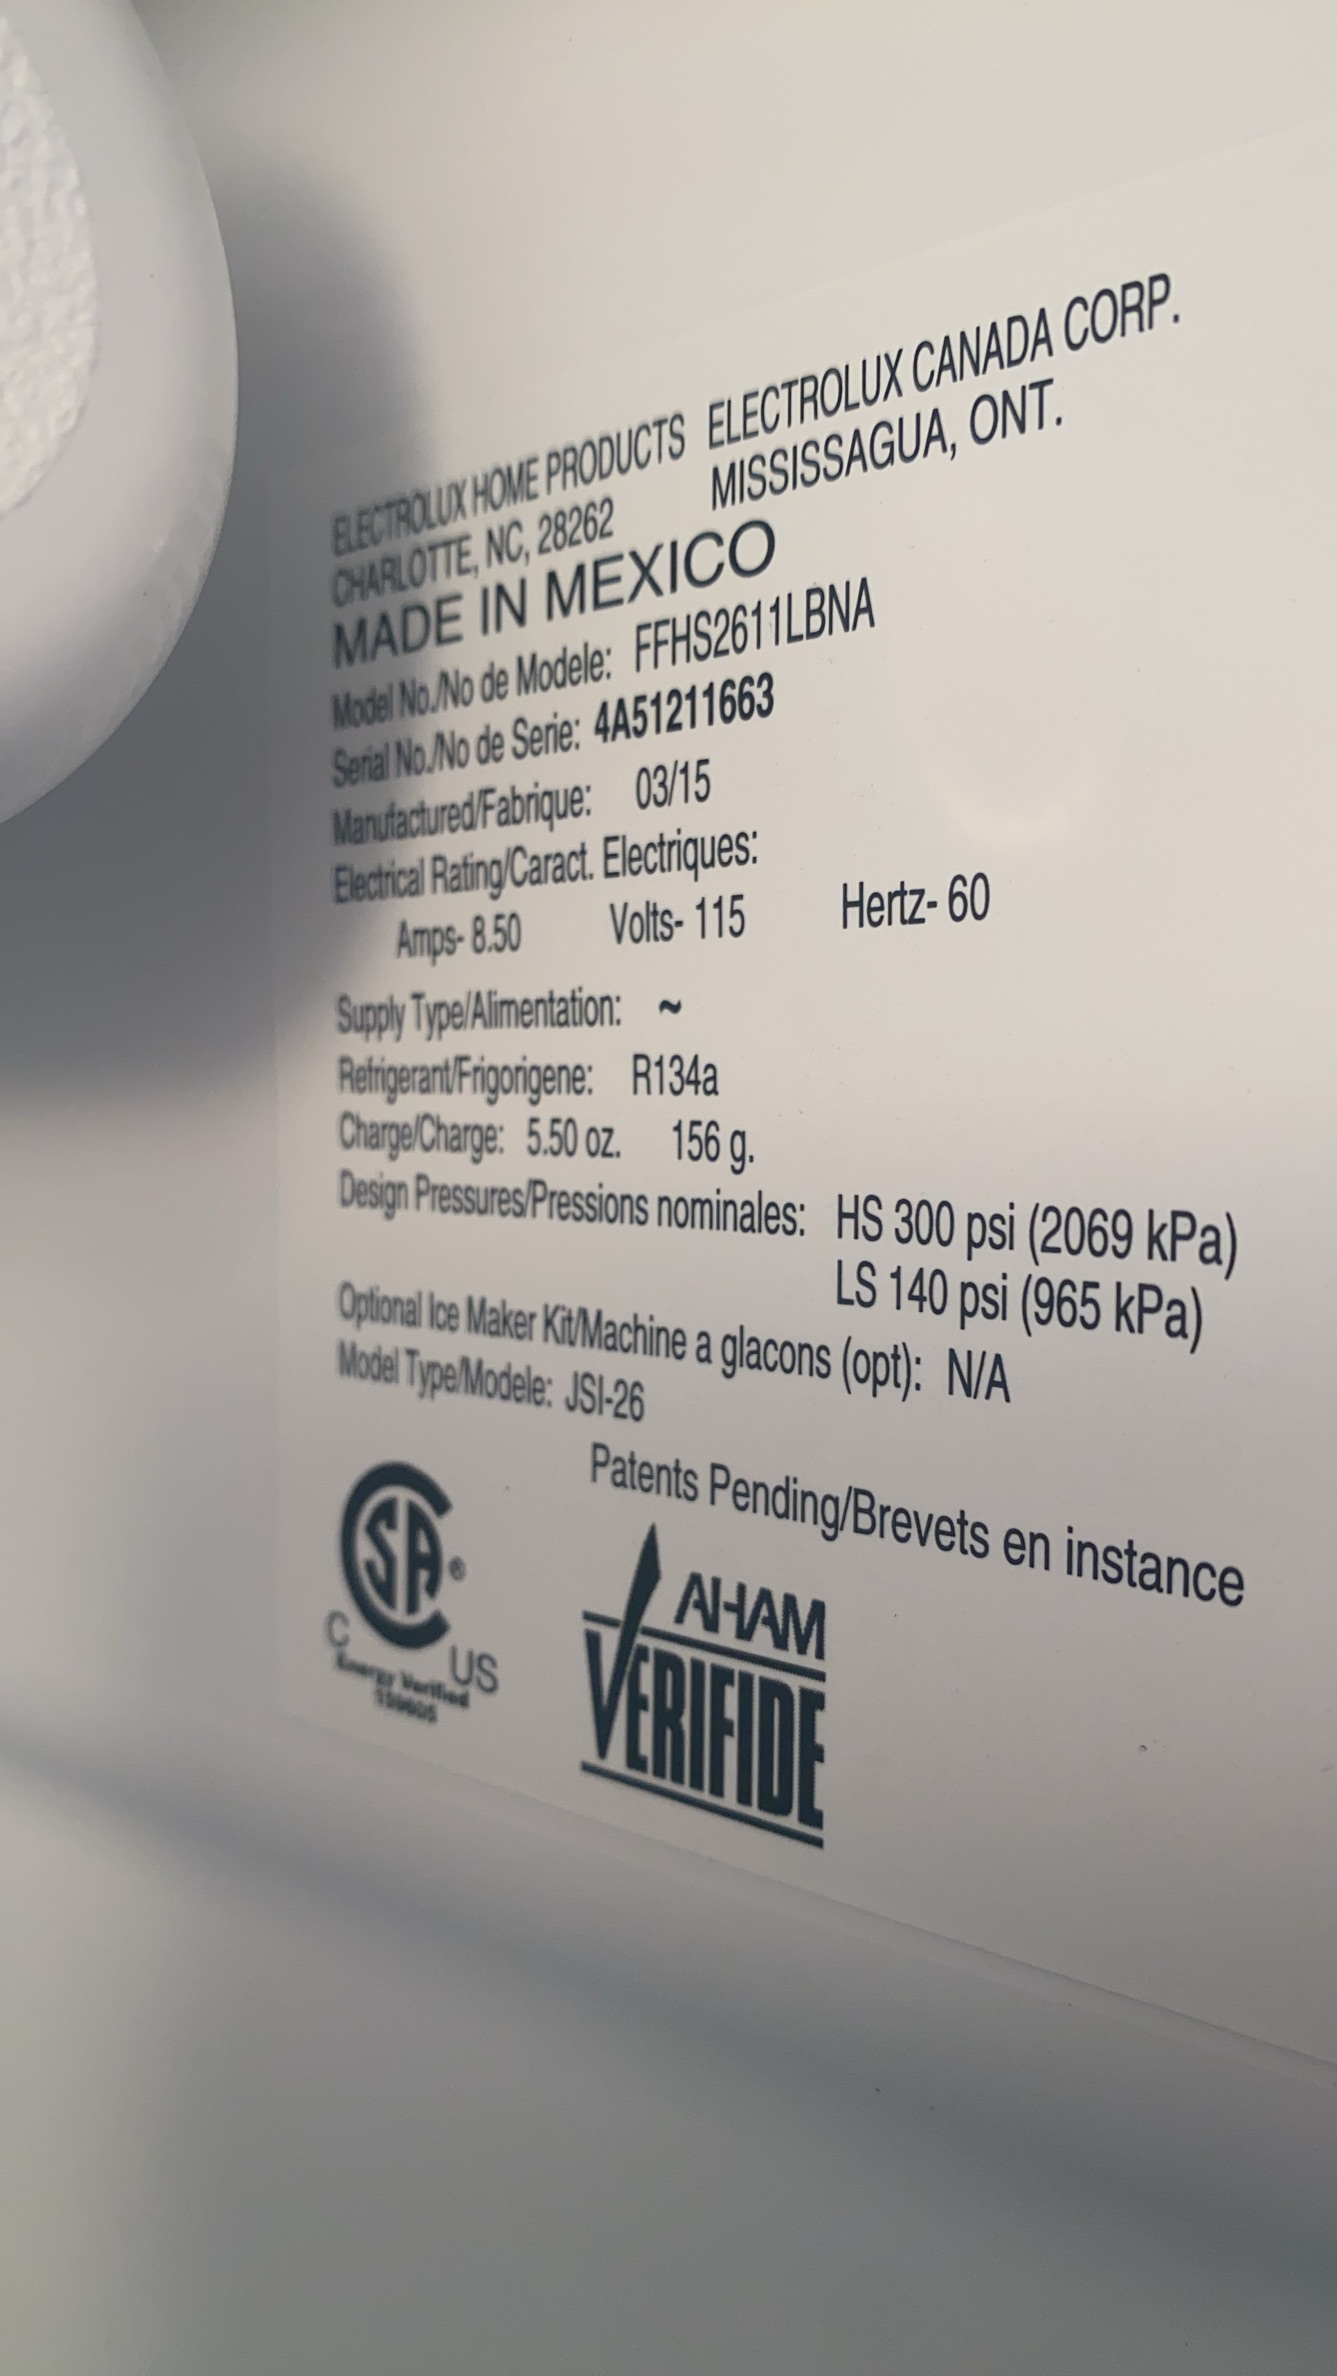 ELECTROLUX HOME PRODUCTS ELECTROLUX CANADA CORP.
CHARLOTTE, NC, 28262 MISSISSAGUA, ONT.
MADE IN MEXICO
Model No./No de Modele: FFHS2611LBNA
Serial No./No de Serie: 4A51211663
Manufactured/Fabrique: 03/15
Electrical Rating/Caract. Electriques:
Amps- 8.50 Volts- 115 Hertz- 60
Supply Type/Alimentation: ~
Refrigerant/Frigorigene: R134a
Charge/Charge: 5.50 oz. 156 g.
Design Pressures/Pressions nominales: HS 300 psi (2069 kPa)
LS 140 psi (965 kPa)
Optional Ice Maker Kit/Machine a glacons (opt): N/A
Model Type/Modele: JSI-26
Patents Pending/Brevets en instance
CSA®
C US
Energy Verified
AHAM
VERIFIDE